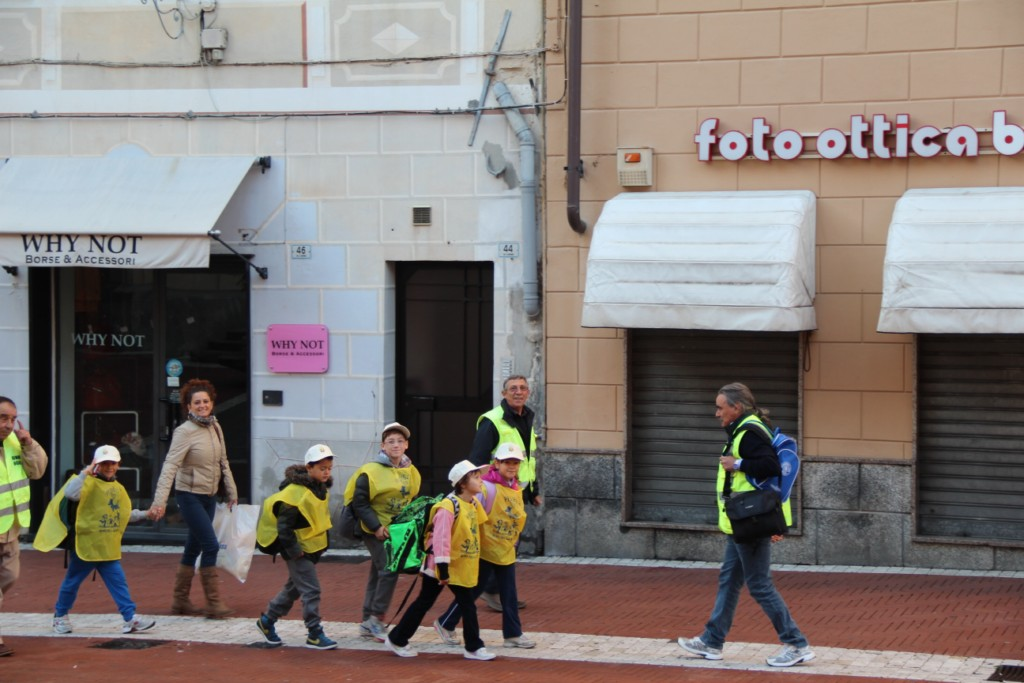 foto ottica b
WHY NOT
BORSE & ACCESSORI
46
44
WHY NOT
WHY NOT
BORSE & ACCESSORI